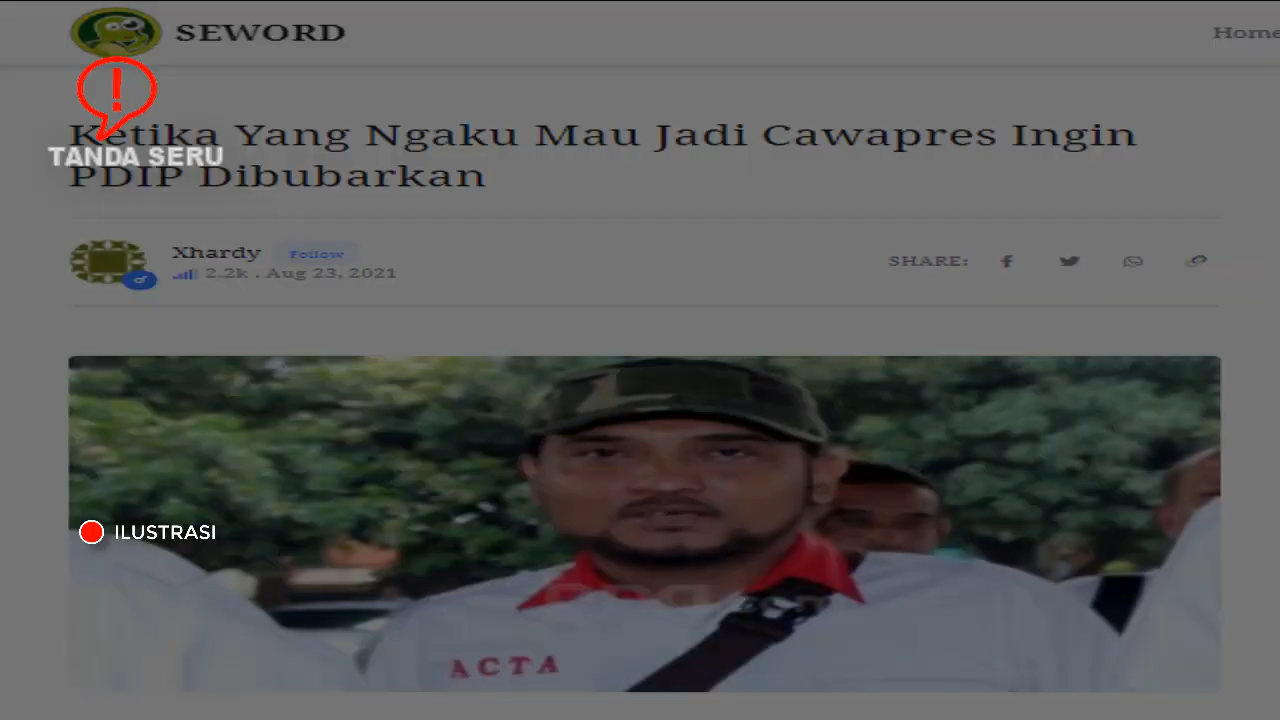 SEWORD
Home
Ketika Yang Ngaku Mau Jadi Cawapres Ingin
TANDA SERU
PDIP Dibubarkan
Xhardy Follow
2.2k . Aug 23, 2021
SHARE:
ILUSTRASI
ACTA